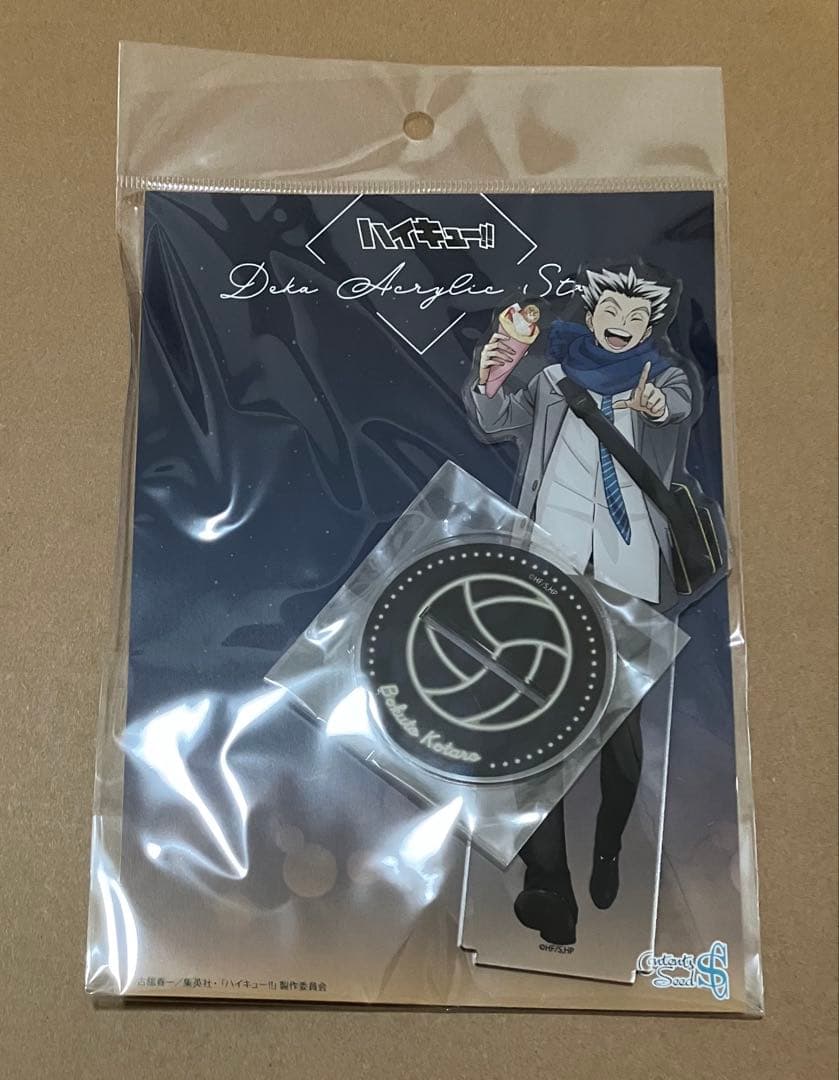 ハイキュー!!
Deka Acrylic Sta
©HF/S,HP
Bokuto Kotaro
©HF/S,HP
Contents
Seed
古舘春一／集英社・「ハイキュー!!」製作委員会